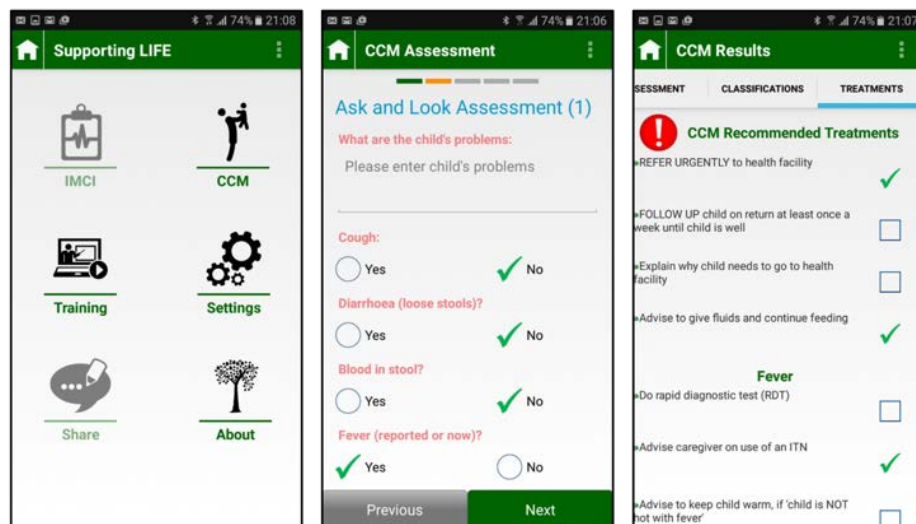 74% 21:08
Supporting LIFE
IMCI
CCM
Training
Settings
Share
About
74% 21:06
CCM Assessment
Ask and Look Assessment (1)
What are the child's problems:
Please enter child's problems
Cough:
Yes
No
Diarrhoea (loose stools)?
Yes
No
Blood in stool?
Yes
No
Fever (reported or now)?
Yes
No
Previous
Next
74% 21:07
CCM Results
SESSMENT
CLASSIFICATIONS
TREATMENTS
CCM Recommended Treatments
REFER URGENTLY to health facility
FOLLOW UP child on return at least once a
week until child is well
Explain why child needs to go to health
facility
Advise to give fluids and continue feeding
Fever
Do rapid diagnostic test (RDT)
Advise caregiver on use of an ITN
Advise to keep child warm, if 'child is NOT
hot with fever'